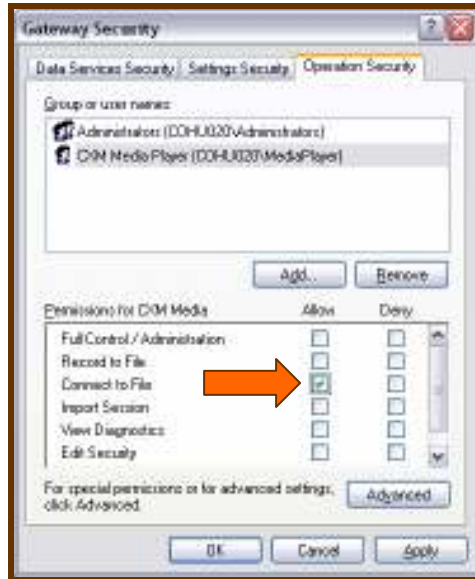 Gateway Security
Data Services Security Settings Security Operation Security
Group or user names:
Administrators (COHU020\Administrators)
CXM Media Player (COHU020\MediaPlayer)
Add... Remove
Permissions for CXM Media Allow Deny
Full Control / Administration
Record to File
Connect to File
Import Session
View Diagnostics
Edit Security
For special permissions or for advanced settings,
click Advanced.
Advanced
OK Cancel Apply